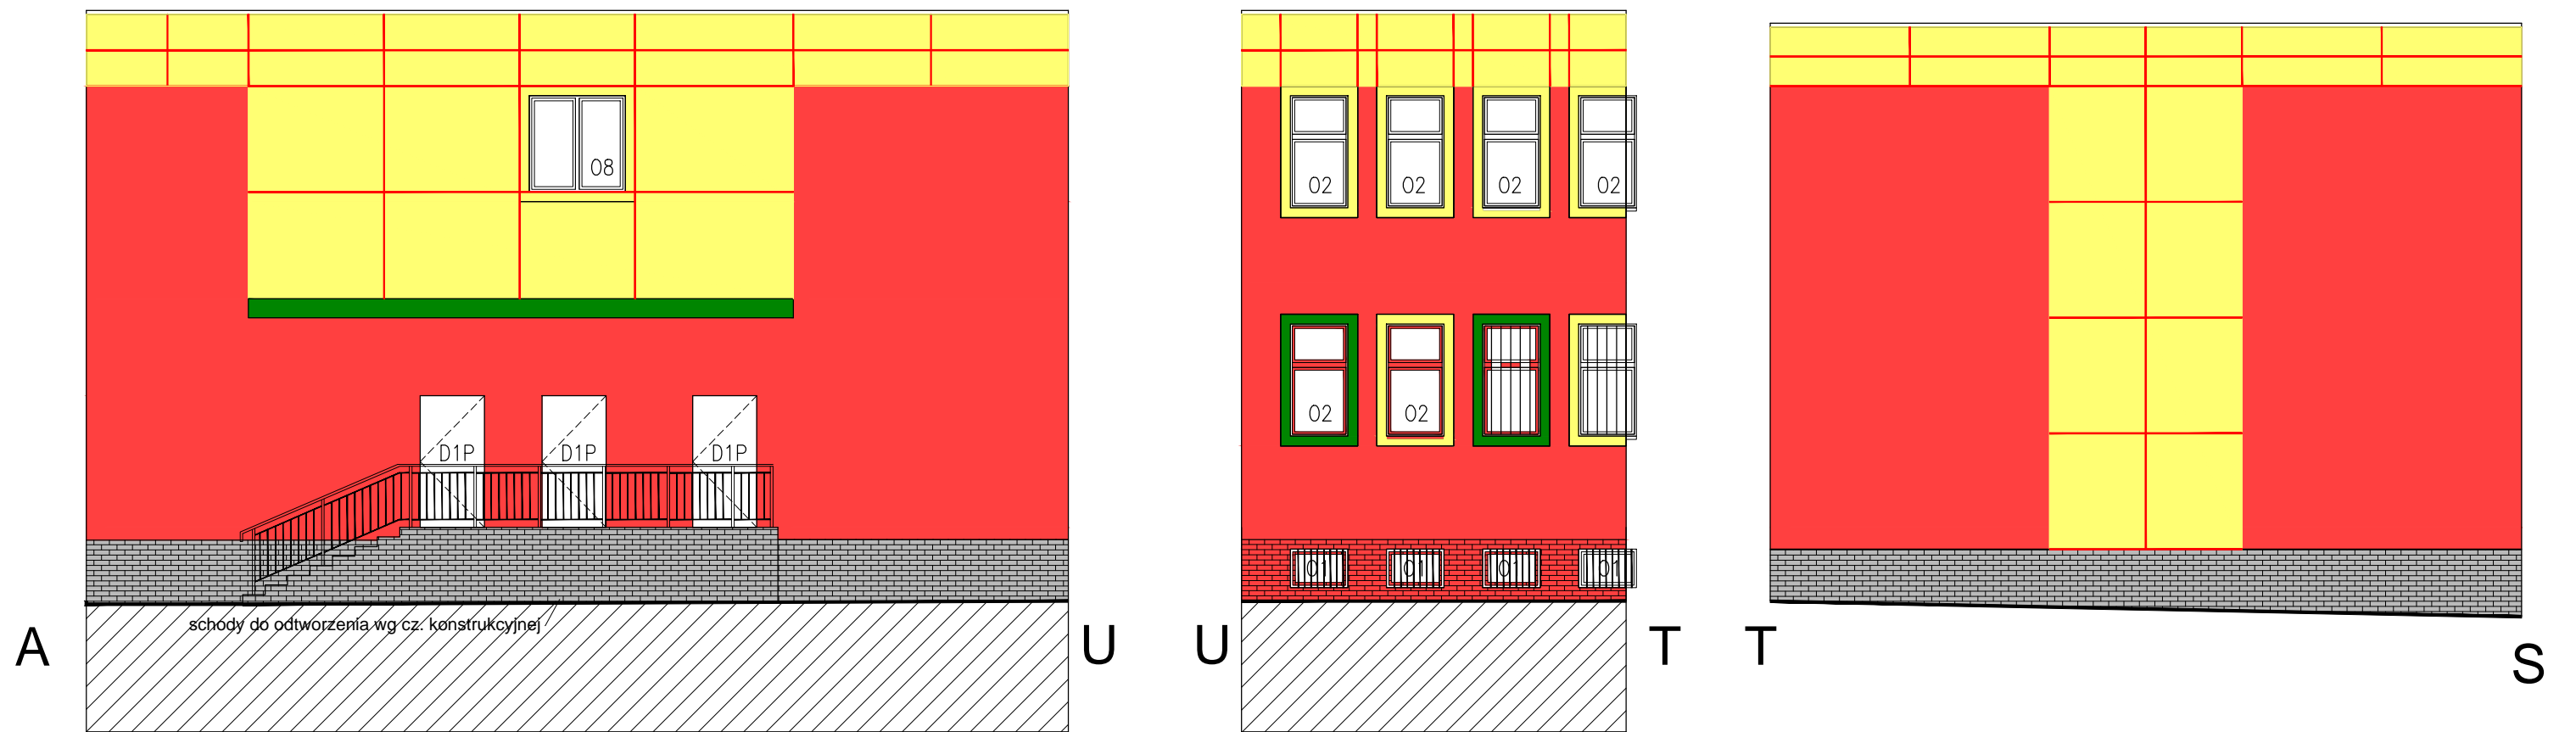 08
02 02 02 02
02 02
D1P D1P D1P
01 01 01 01
schody do odtworzenia wg cz. konstrukcyjnej
A U U T T S